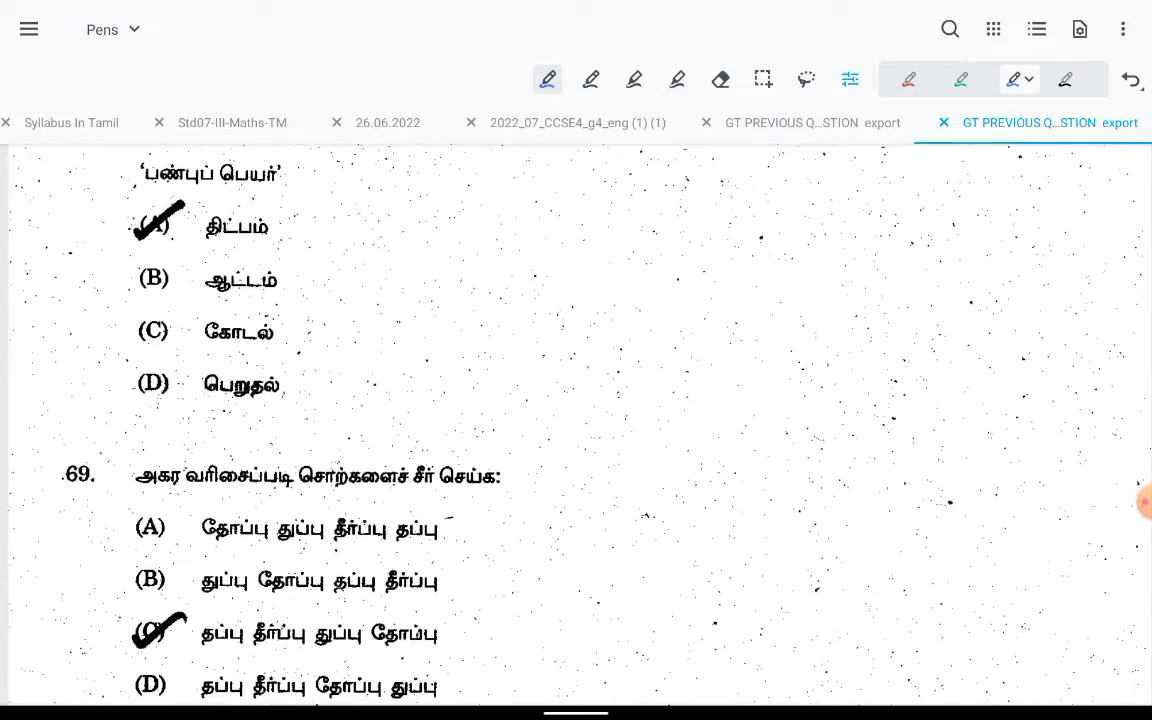 Pens
Syllabus In Tamil
Std07-III-Maths-TM
26.06.2022
2022_07_CCSE4_g4_eng (1) (1)
GT PREVIOUS Q...STION export
GT PREVIOUS Q...STION export
‘பண்புப் பெயர்’
(A) திட்பம்
(B) ஆட்டம்
(C) கோடல்
(D) பெறுதல்
69. அகர வரிசைப்படி சொற்களைச் சீர் செய்க:
(A) தோப்பு துப்பு தீர்ப்பு தப்பு
(B) துப்பு தோப்பு தப்பு தீர்ப்பு
(C) தப்பு தீர்ப்பு துப்பு தோப்பு
(D) தப்பு தீர்ப்பு தோப்பு துப்பு